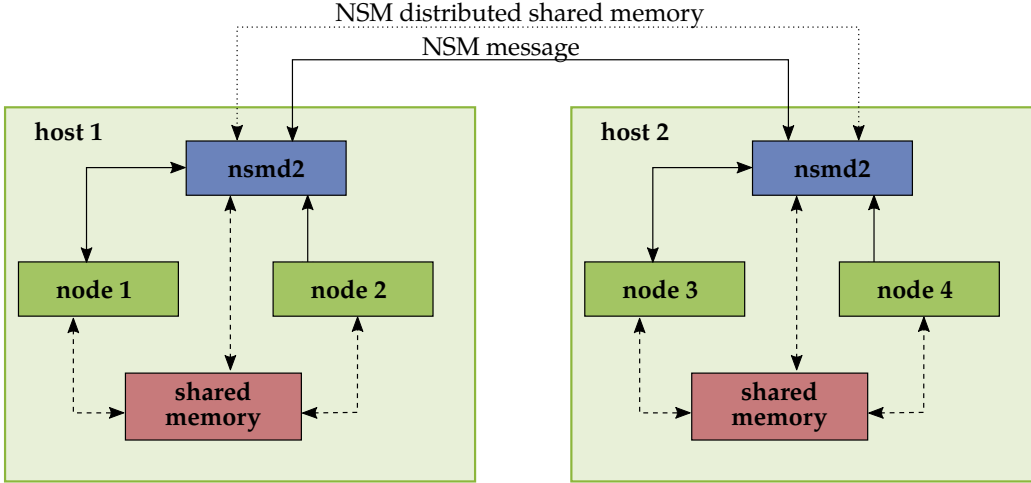 NSM distributed shared memory
NSM message
host 1
host 2
nsmd2
nsmd2
node 1
node 2
node 3
node 4
shared
memory
shared
memory